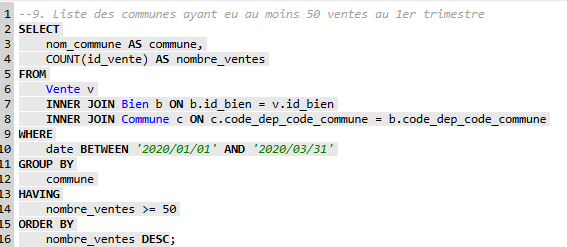 1 --9. Liste des communes ayant eu au moins 50 ventes au 1er trimestre
2 SELECT
3 nom_commune AS commune,
4 COUNT(id_vente) AS nombre_ventes
5 FROM
6 Vente v
7 INNER JOIN Bien b ON b.id_bien = v.id_bien
8 INNER JOIN Commune c ON c.code_dep_code_commune = b.code_dep_code_commune
9 WHERE
10 date BETWEEN '2020/01/01' AND '2020/03/31'
11 GROUP BY
12 commune
13 HAVING
14 nombre_ventes >= 50
15 ORDER BY
16 nombre_ventes DESC;